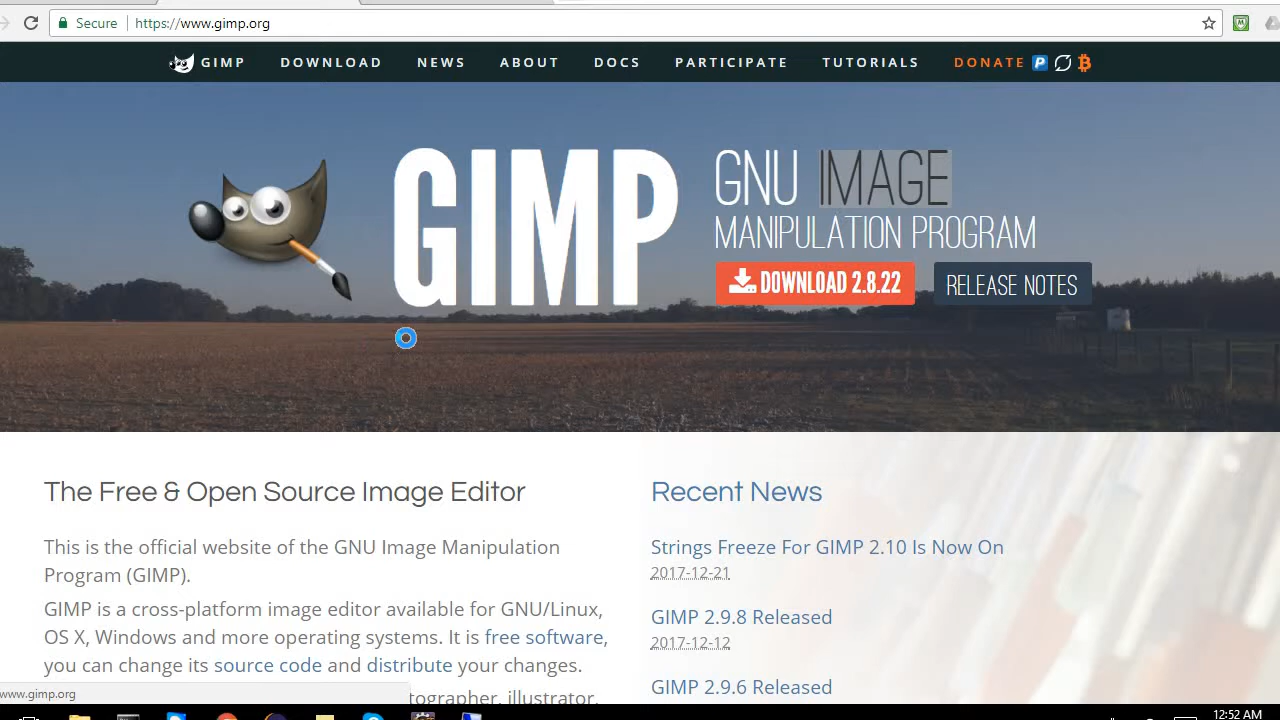 Secure https://www.gimp.org
GIMP DOWNLOAD NEWS ABOUT DOCS PARTICIPATE TUTORIALS DONATE
GIMP
GNU IMAGE
MANIPULATION PROGRAM
DOWNLOAD 2.8.22 RELEASE NOTES
The Free & Open Source Image Editor
This is the official website of the GNU Image Manipulation
Program (GIMP).
GIMP is a cross-platform image editor available for GNU/Linux,
OS X, Windows and more operating systems. It is free software,
you can change its source code and distribute your changes.
tographer, illustrator,
Recent News
Strings Freeze For GIMP 2.10 Is Now On
2017-12-21
GIMP 2.9.8 Released
2017-12-12
GIMP 2.9.6 Released
www.gimp.org
12:52 AM